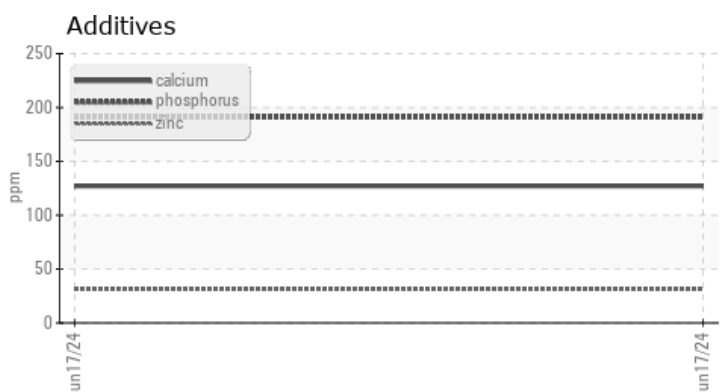 Additives
250
calcium
phosphorus
200
zinc
150
ppm
100
50
0
un17/24
un17/24